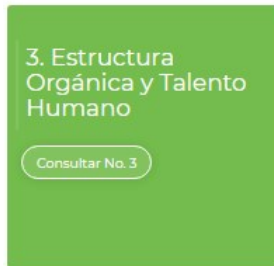 3. Estructura
Orgánica y Talento
Humano
Consultar No. 3